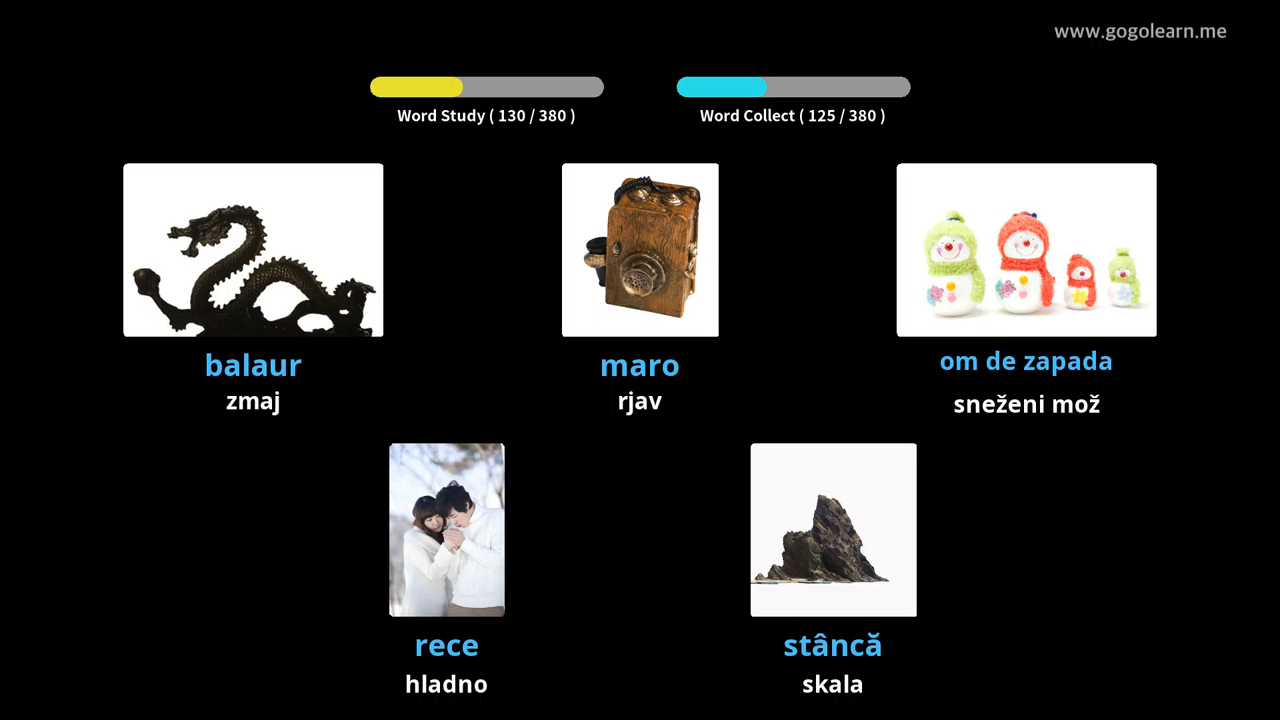 www.gogolearn.me
Word Study ( 130 / 380 )
Word Collect ( 125 / 380 )
balaur
zmaj
maro
rjav
om de zapada
sneženi mož
rece
hladno
stâncă
skala